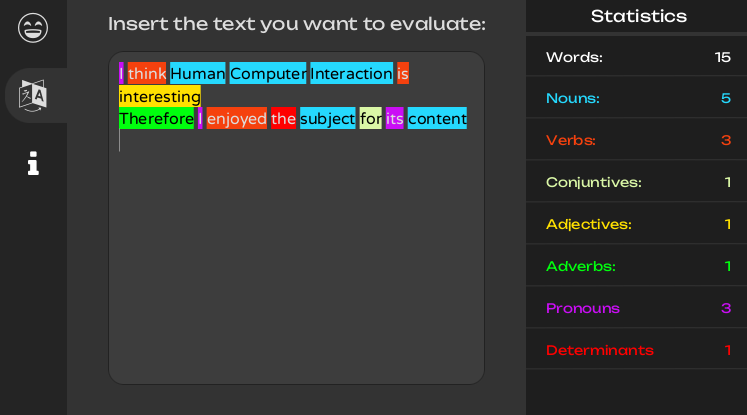 Insert the text you want to evaluate:
I think Human Computer Interaction is
interesting
Therefore I enjoyed the subject for its content
Statistics
Words: 15
Nouns: 5
Verbs: 3
Conjuntives: 1
Adjectives: 1
Adverbs: 1
Pronouns 3
Determinants 1